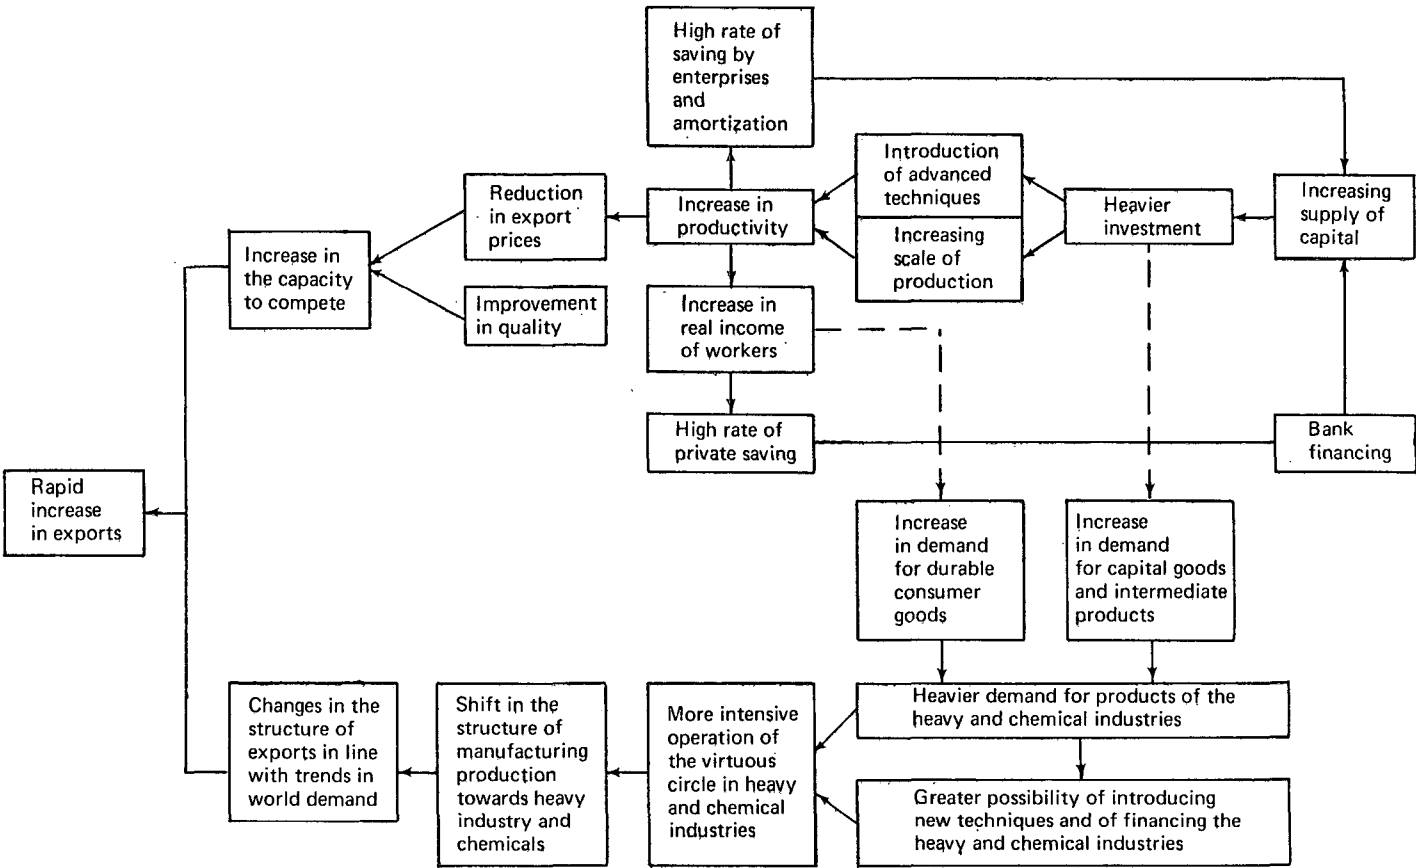 High rate of
saving by
enterprises
and
amortization
Introduction
of advanced
techniques
Reduction
in export
prices
Increase in
productivity
Heavier
investment
Increasing
supply of
capital
Increasing
scale of
production
Increase in
the capacity
to compete
Improvement
in quality
Increase in
real income
of workers
High rate of
private saving
Bank
financing
Rapid
increase
in exports
Increase
in demand
for durable
consumer
goods
Increase
in demand
for capital goods
and intermediate
products
Heavier demand for products of the
heavy and chemical industries
Changes in the
structure of
exports in line
with trends in
world demand
Shift in the
structure of
manufacturing
production
towards heavy
industry and
chemicals
More intensive
operation of
the virtuous
circle in heavy
and chemical
industries
Greater possibility of introducing
new techniques and of financing the
heavy and chemical industries